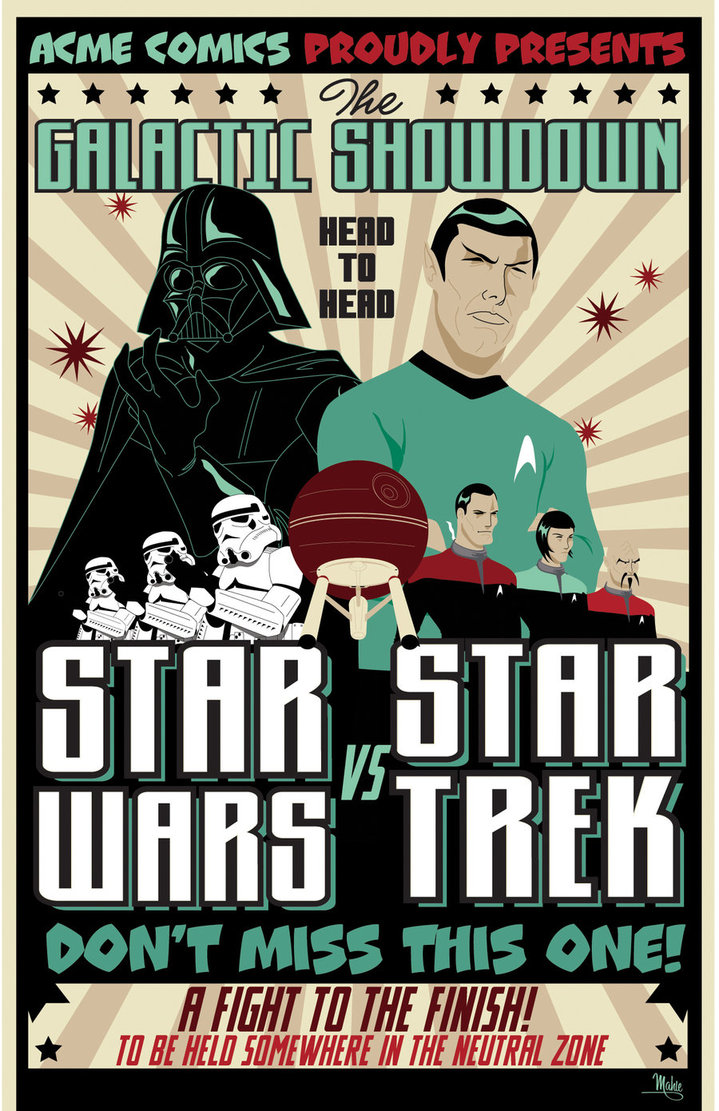 ACME COMICS PROUDLY PRESENTS
The
GALACTIC SHOWDOWN
HEAD
TO
HEAD
STAR
WARS
VS
STAR
TREK
DON'T MISS THIS ONE!
A FIGHT TO THE FINISH!
TO BE HELD SOMEWHERE IN THE NEUTRAL ZONE
Mahle